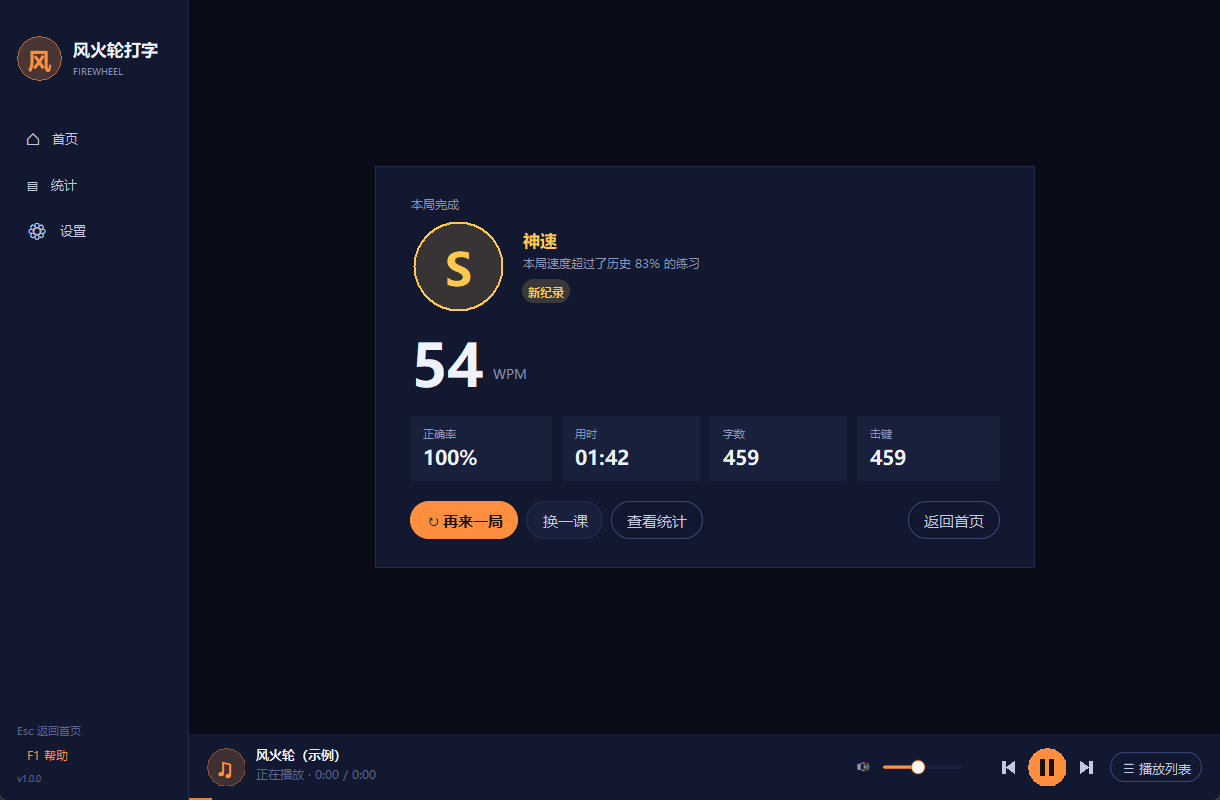 风
风火轮打字
FIREWHEEL
首页
统计
设置
Esc 返回首页
F1 帮助
v1.0.0
本局完成
S
神速
本局速度超过了历史 83% 的练习
新纪录
54 WPM
正确率
100%
用时
01:42
字数
459
击键
459
↻ 再来一局
换一课
查看统计
返回首页
♫
风火轮（示例）
正在播放 · 0:00 / 0:00
☰ 播放列表